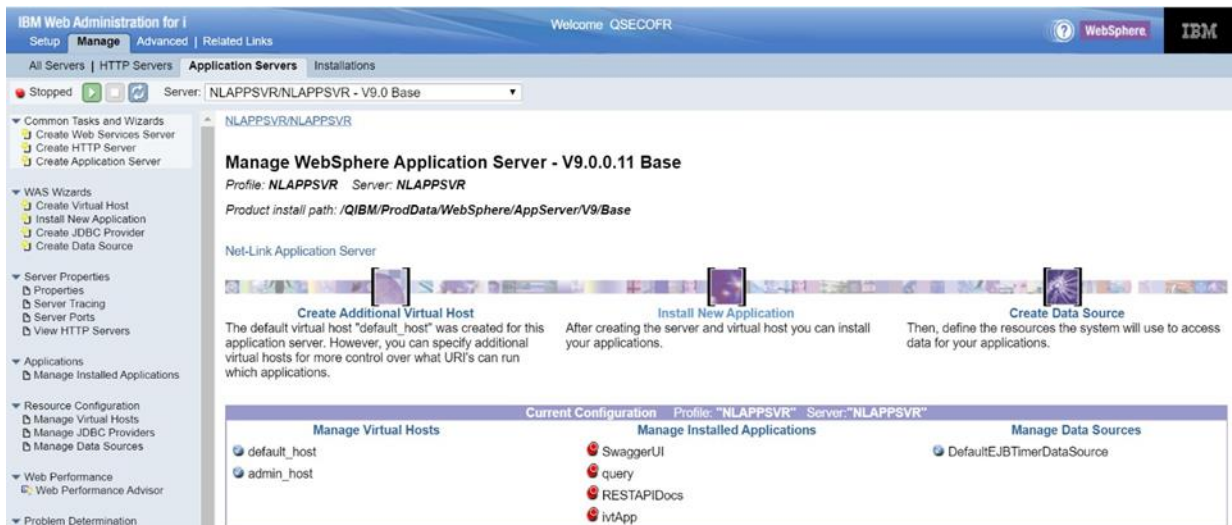 IBM Web Administration for i
Welcome QSECOFR
WebSphere.
IBM
Setup Manage Advanced | Related Links
All Servers | HTTP Servers Application Servers Installations
Stopped Server: NLAPPSVR/NLAPPSVR - V9.0 Base
Common Tasks and Wizards
Create Web Services Server
Create HTTP Server
Create Application Server
WAS Wizards
Create Virtual Host
Install New Application
Create JDBC Provider
Create Data Source
Server Properties
Properties
Server Tracing
Server Ports
View HTTP Servers
Applications
Manage Installed Applications
Resource Configuration
Manage Virtual Hosts
Manage JDBC Providers
Manage Data Sources
Web Performance
Web Performance Advisor
Problem Determination
NLAPPSVR/NLAPPSVR
Manage WebSphere Application Server - V9.0.0.11 Base
Profile: NLAPPSVR Server: NLAPPSVR
Product install path: /QIBM/ProdData/WebSphere/AppServer/V9/Base
Net-Link Application Server
Create Additional Virtual Host
The default virtual host "default_host" was created for this
application server. However, you can specify additional
virtual hosts for more control over what URI's can run
which applications.
Install New Application
After creating the server and virtual host you can install
your applications.
Create Data Source
Then, define the resources the system will use to access
data for your applications.
Current Configuration Profile: "NLAPPSVR" Server:"NLAPPSVR"
Manage Virtual Hosts
default_host
admin_host
Manage Installed Applications
SwaggerUI
query
RESTAPIDocs
ivtApp
Manage Data Sources
DefaultEJBTimerDataSource